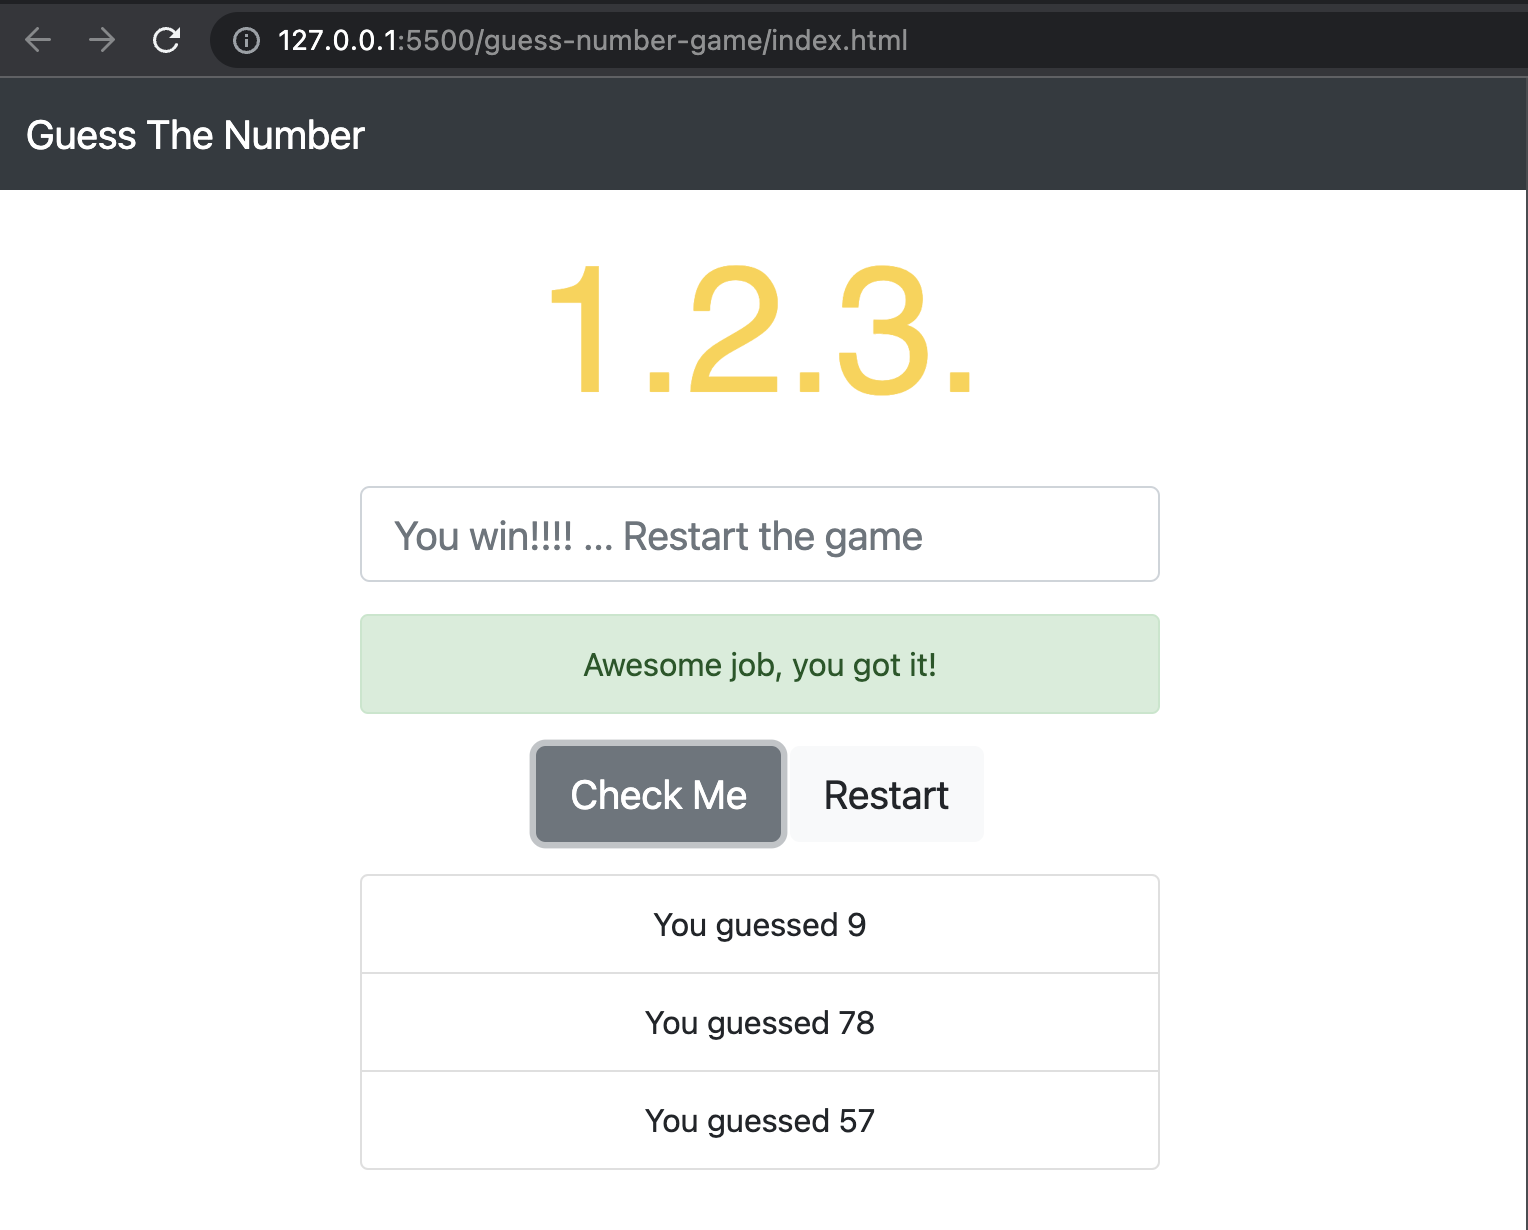 127.0.0.1:5500/guess-number-game/index.html
Guess The Number
1.2.3.
You win!!!! ... Restart the game
Awesome job, you got it!
Check Me Restart
You guessed 9
You guessed 78
You guessed 57